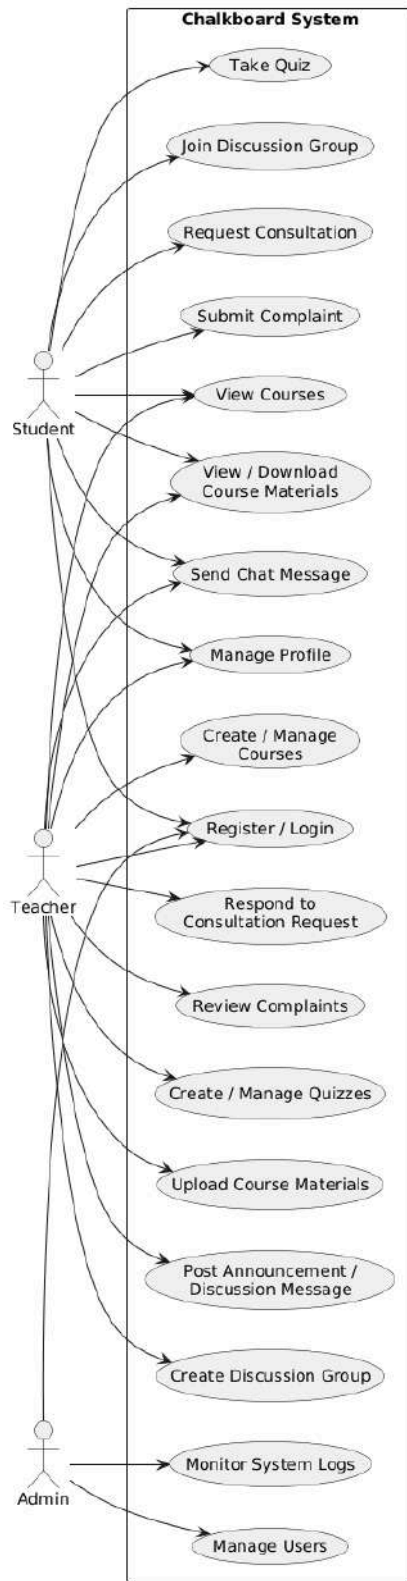 Chalkboard System
Take Quiz
Join Discussion Group
Request Consultation
Submit Complaint
View Courses
Student
View / Download
Course Materials
Send Chat Message
Manage Profile
Create / Manage
Courses
Register / Login
Teacher
Respond to
Consultation Request
Review Complaints
Create / Manage Quizzes
Upload Course Materials
Post Announcement /
Discussion Message
Create Discussion Group
Monitor System Logs
Admin
Manage Users